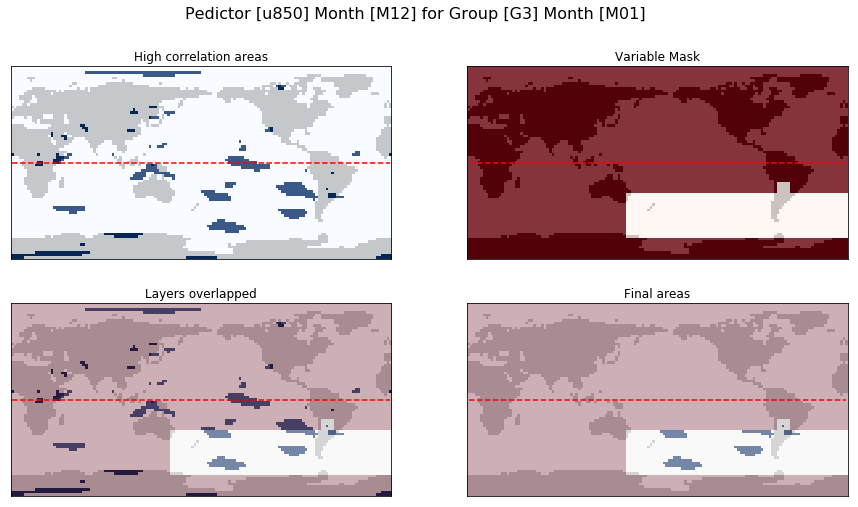 Pedictor [u850] Month [M12] for Group [G3] Month [M01]
High correlation areas
Variable Mask
Layers overlapped
Final areas